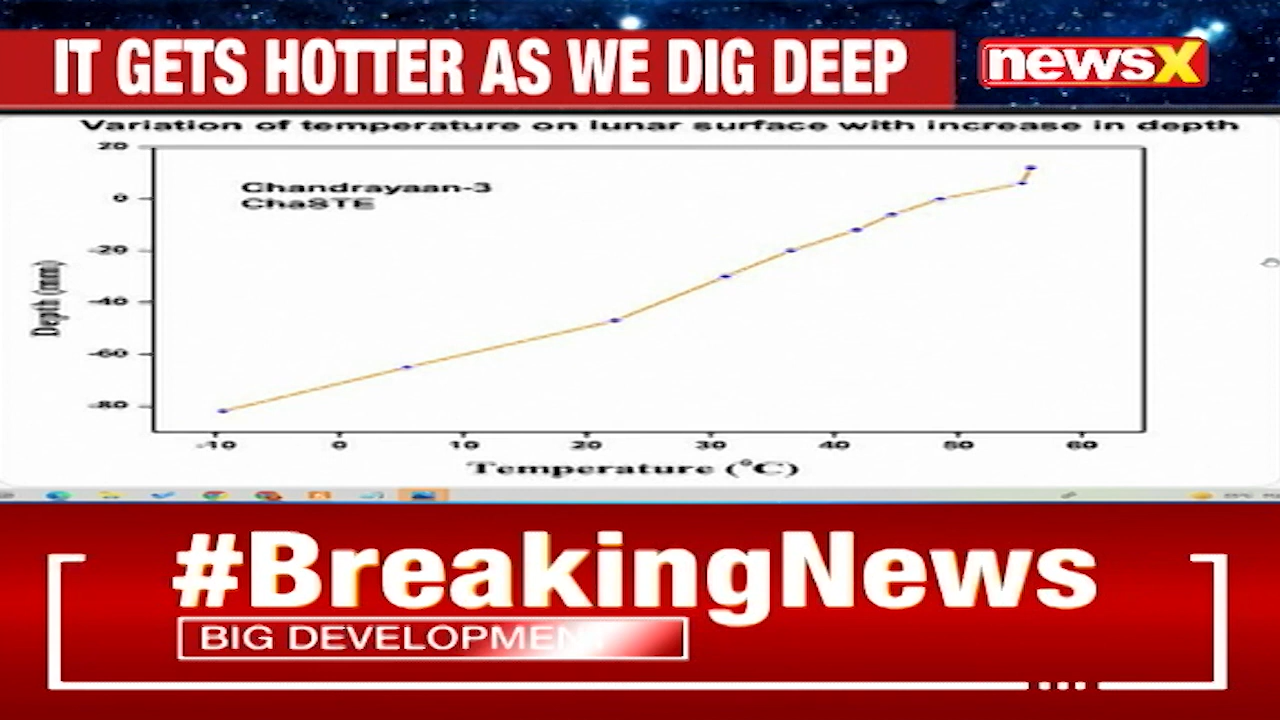 IT GETS HOTTER AS WE DIG DEEP
newsX
Variation of temperature on lunar surface with increase in depth
20
Chandrayaan-3
0
ChaSTE
-20
Depth (mm)
-40
-60
-80
-10 0 10 20 30 40 50 60
Temperature (°C)
#BreakingNews
BIG DEVELOPMENT